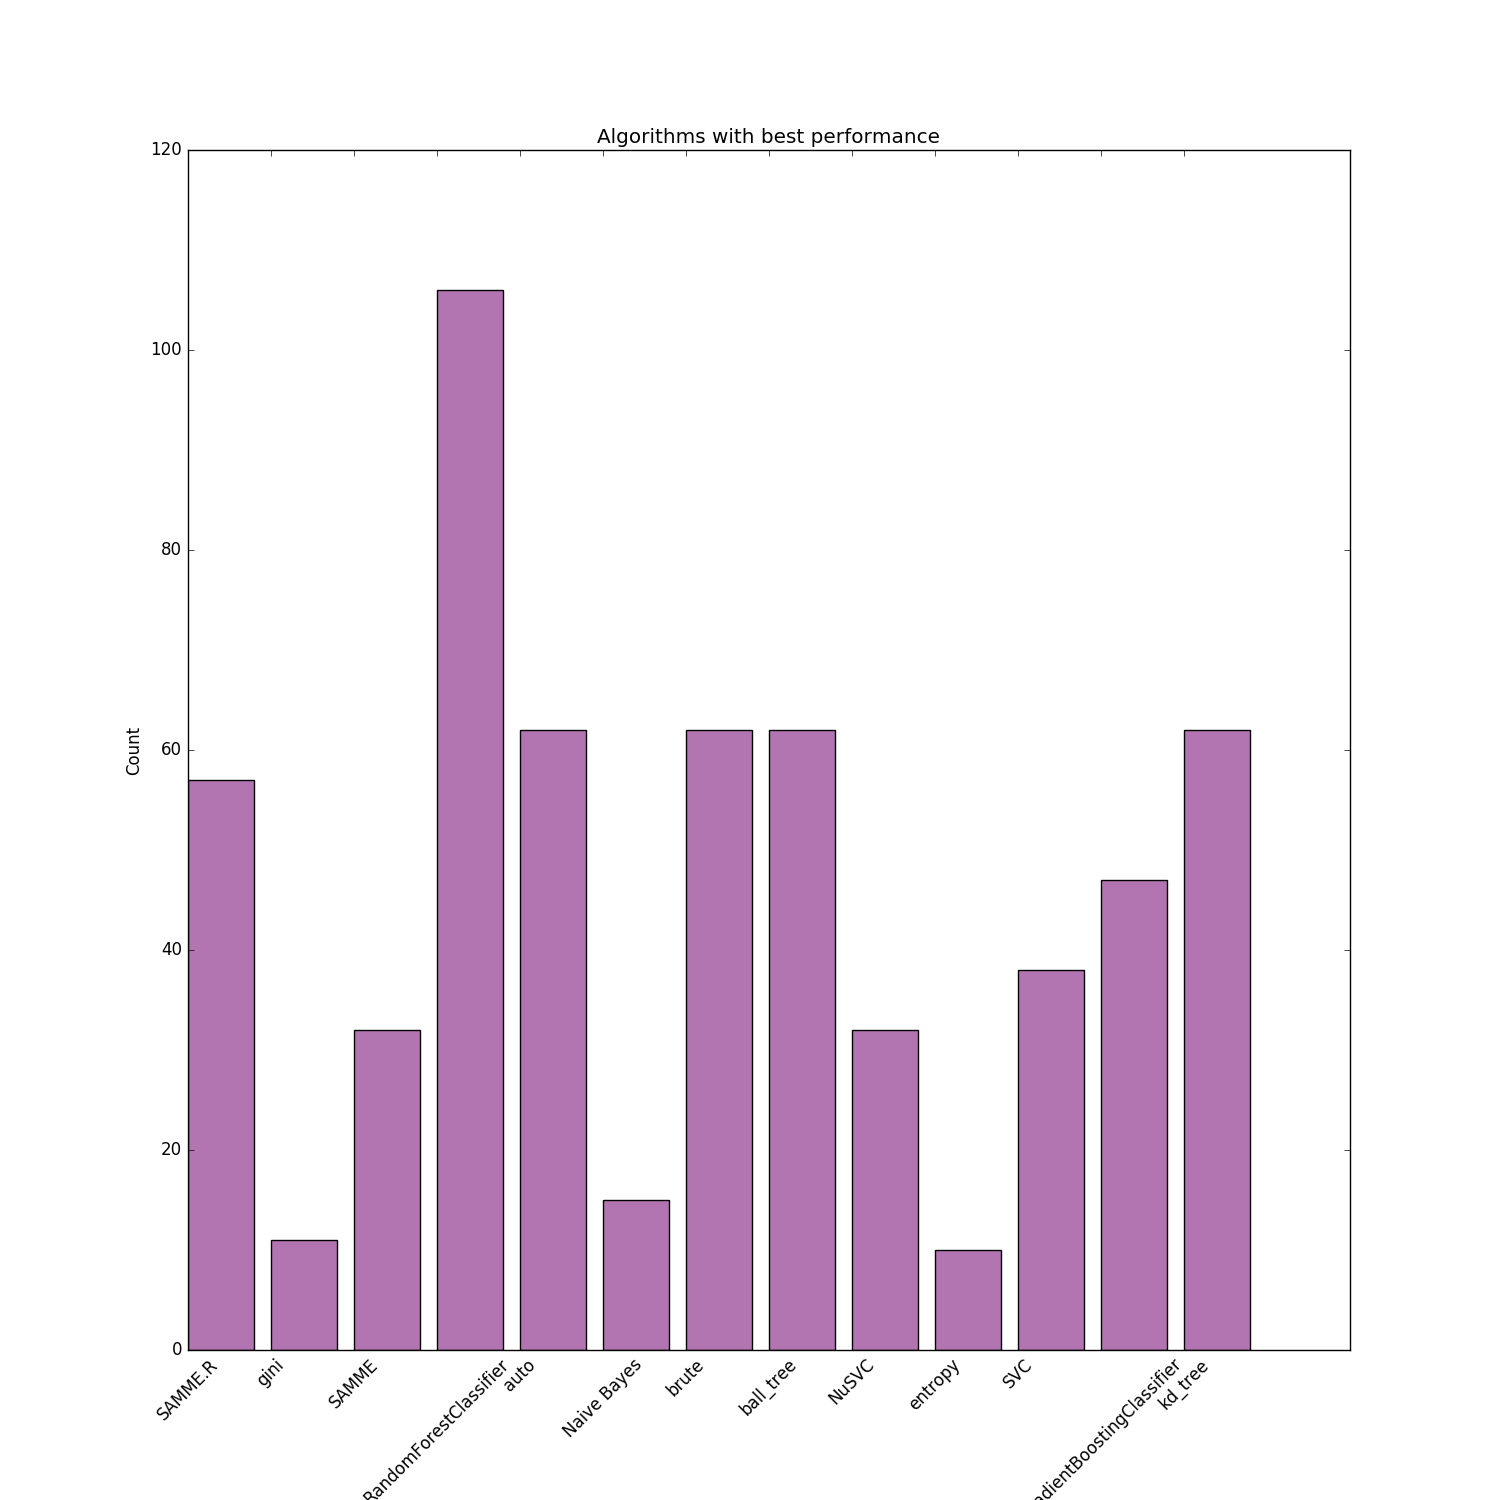 Algorithms with best performance
120
100
80
60
40
20
0
Count
SAMME.R
gini
SAMME
RandomForestClassifier
auto
Naive Bayes
brute
ball_tree
NuSVC
entropy
SVC
adientBoostingClassifier
kd_tree